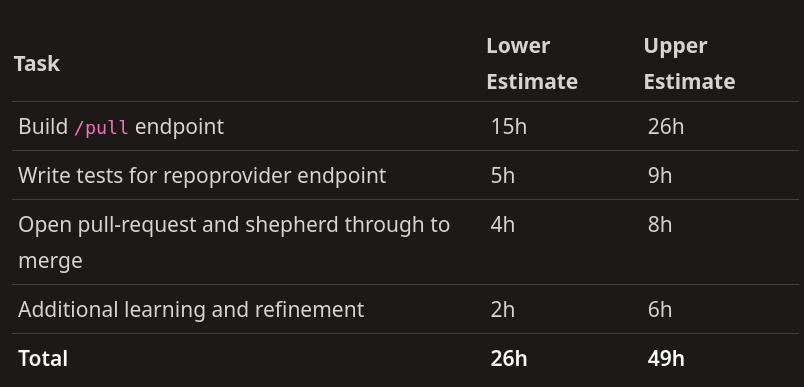 Task Lower Estimate Upper Estimate
Build /pull endpoint 15h 26h
Write tests for repoprovider endpoint 5h 9h
Open pull-request and shepherd through to merge 4h 8h
Additional learning and refinement 2h 6h
Total 26h 49h